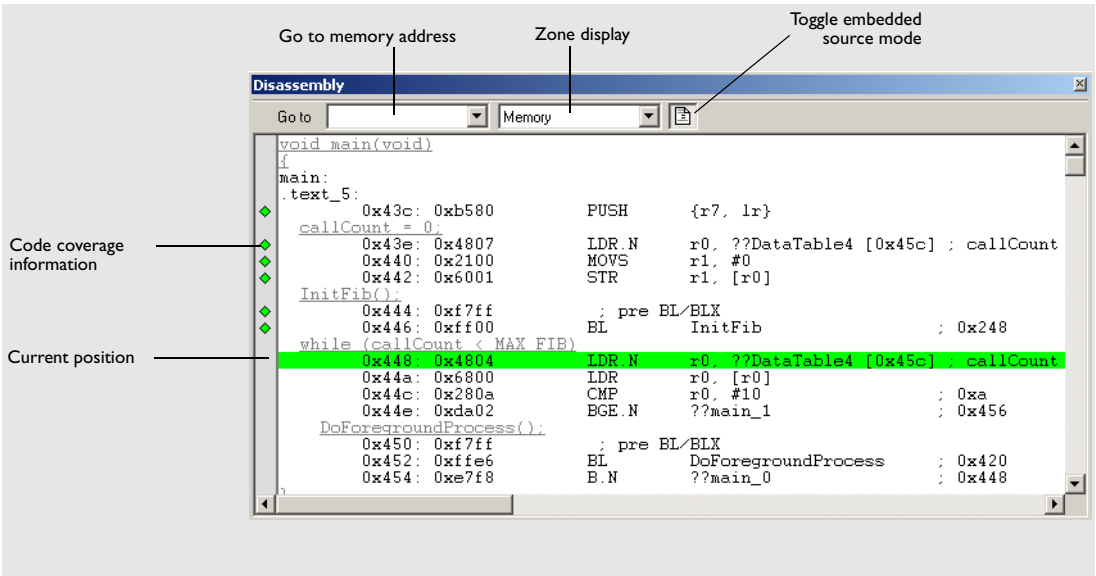 Toggle embedded
source mode
Go to memory address
Zone display
Disassembly
Go to
Memory
void main(void)
{
main:
.text_5:
0x43c: 0xb580 PUSH {r7, lr}
callCount = 0;
Code coverage
information
0x43e: 0x4807 LDR.N r0, ??DataTable4 [0x45c] ; callCount
0x440: 0x2100 MOVS r1, #0
0x442: 0x6001 STR r1, [r0]
InitFib();
0x444: 0xf7ff ; pre BL/BLX
0x446: 0xff00 BL InitFib ; 0x248
while (callCount < MAX_FIB)
Current position
0x448: 0x4804 LDR.N r0, ??DataTable4 [0x45c] ; callCount
0x44a: 0x6800 LDR r0, [r0]
0x44c: 0x280a CMP r0, #10 ; 0xa
0x44e: 0xda02 BGE.N ??main_1 ; 0x456
DoForegroundProcess();
0x450: 0xf7ff ; pre BL/BLX
0x452: 0xffe6 BL DoForegroundProcess ; 0x420
0x454: 0xe7f8 B.N ??main_0 ; 0x448
}